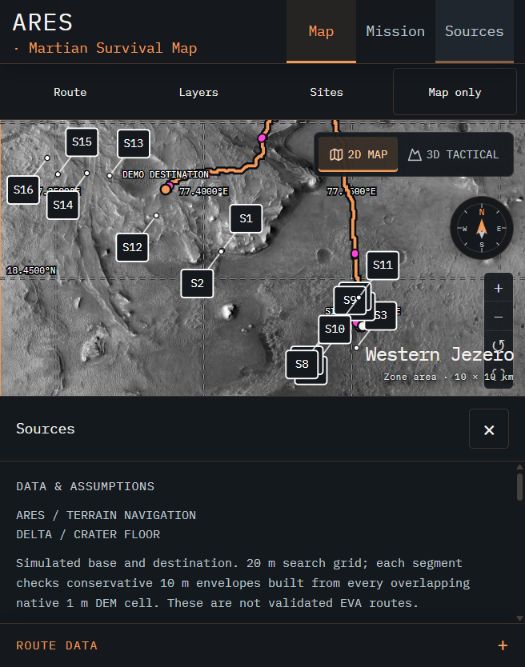 ARES
· Martian Survival Map
Map
Mission
Sources
Route
Layers
Sites
Map only
S15
S13
DEMO DESTINATION
2D MAP
3D TACTICAL
S16
S14
77.4000°E
N
W
E
S
S1
S12
18.4500°N
S11
S2
+
−
S9
S3
S10
S8
Western Jezero
Zone area · 10 × 10 km
Sources
×
DATA & ASSUMPTIONS
ARES / TERRAIN NAVIGATION
DELTA / CRATER FLOOR
Simulated base and destination. 20 m search grid; each segment
checks conservative 10 m envelopes built from every overlapping
native 1 m DEM cell. These are not validated EVA routes.
ROUTE DATA
+